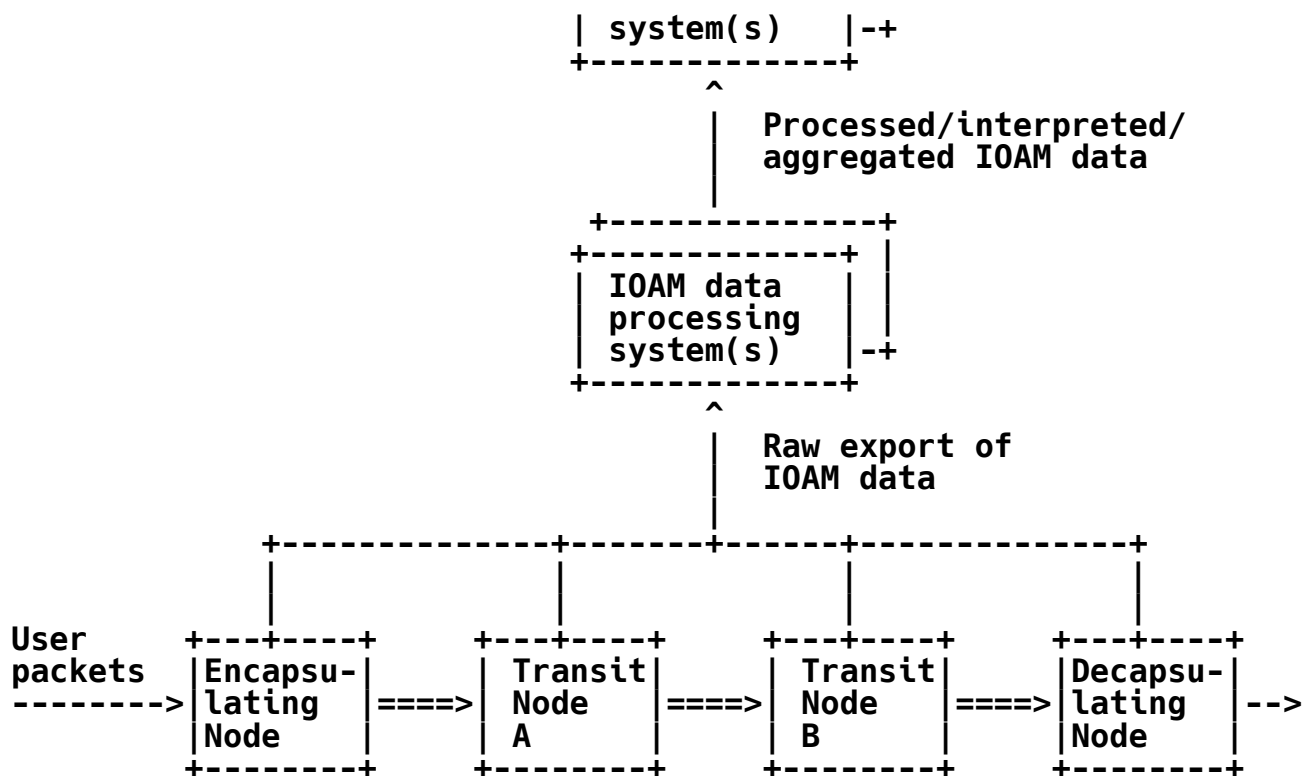 system(s)
Processed/interpreted/
aggregated IOAM data
IOAM data
processing
system(s)
Raw export of
IOAM data
User
packets
Encapsu-
lating
Node
Transit
Node
A
Transit
Node
B
Decapsu-
lating
Node